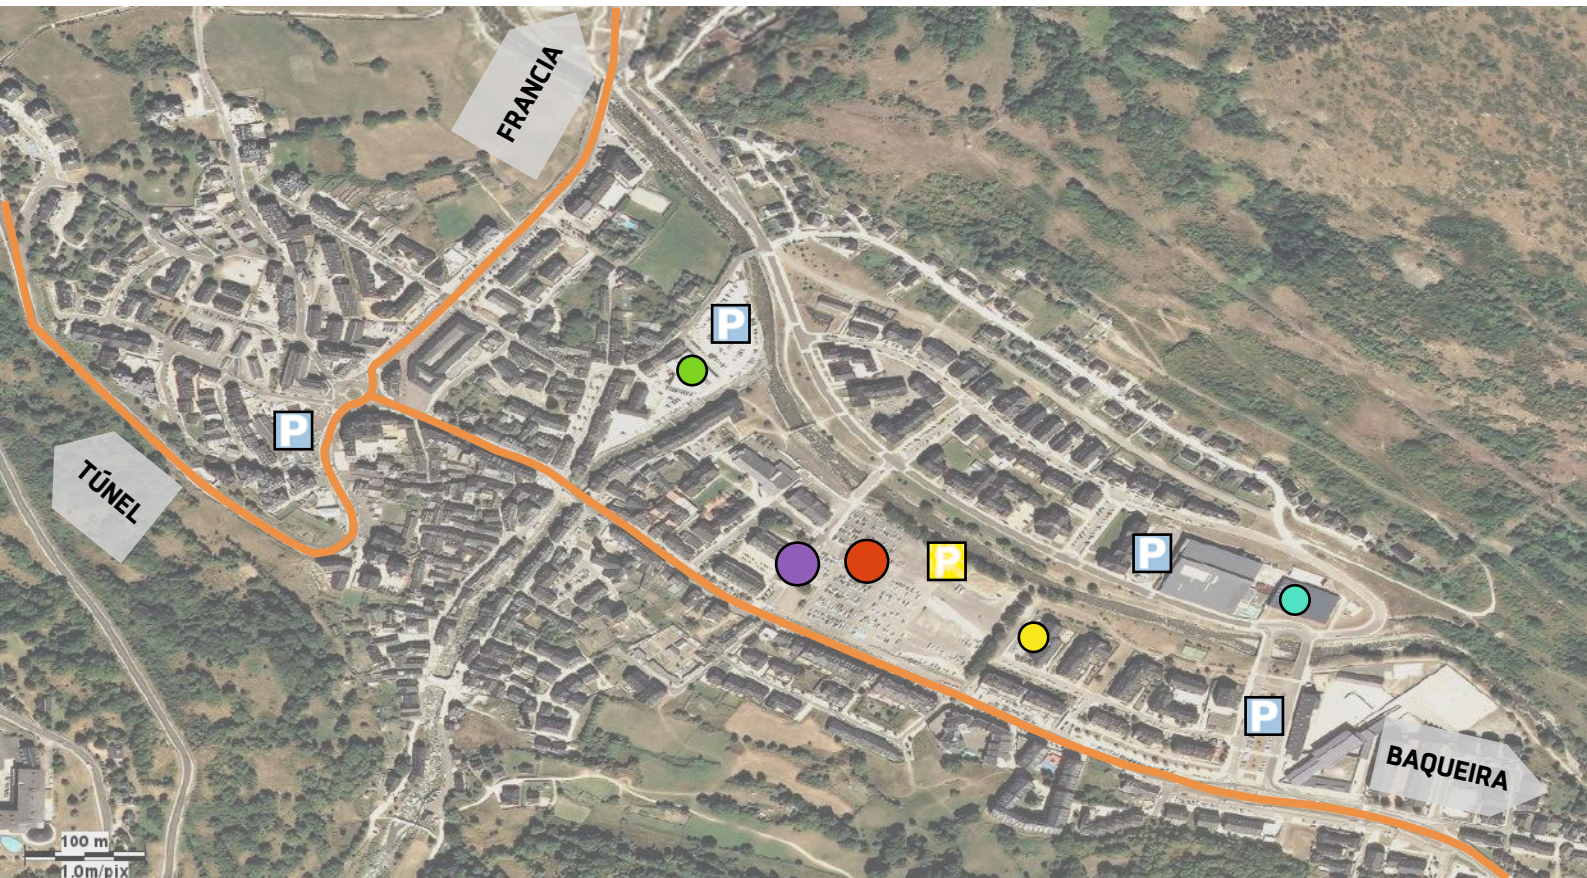 FRANCIA
P
P
TÚNEL
P
P
P
BAQUEIRA
100 m
1.0m/pix